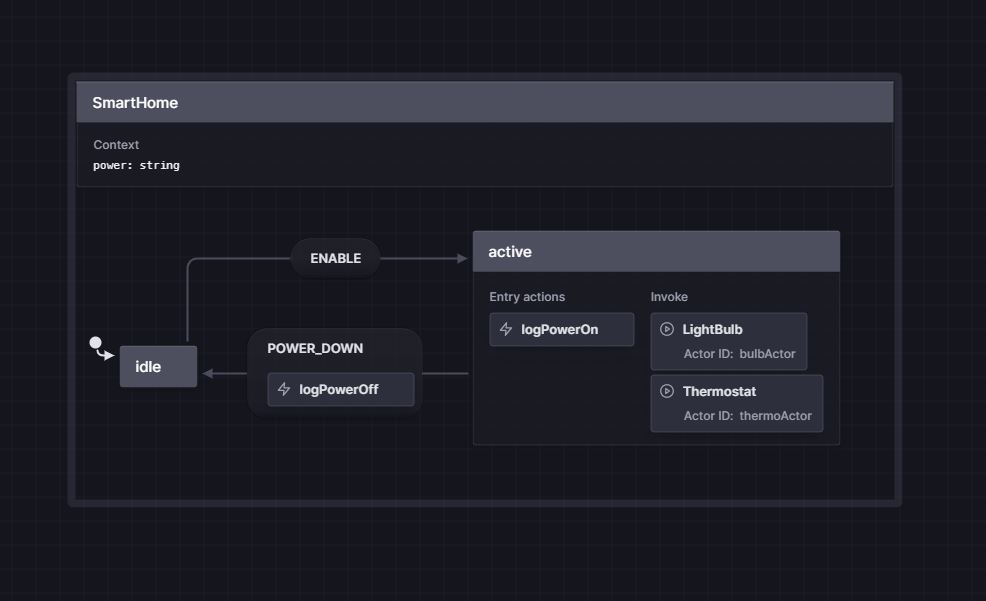 SmartHome
Context
power: string
ENABLE
active
Entry actions
Invoke
logPowerOn
LightBulb
Actor ID: bulbActor
Thermostat
Actor ID: thermoActor
POWER_DOWN
logPowerOff
idle